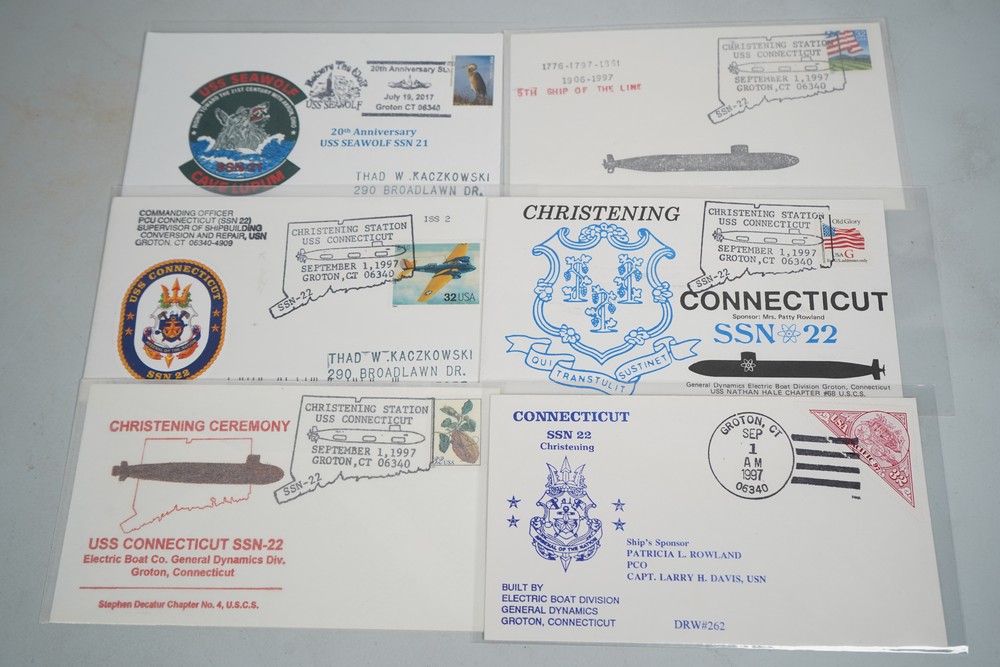 USS SEAWOLF
SSN-21
CAVE LUPUM
USS SEAWOLF
20th Anniversary Sta.
July 19, 2017
Groton CT 06340
20th Anniversary
USS SEAWOLF SSN 21
THAD W. KACZKOWSKI
290 BROADLAWN DR.
1776-1797-1861
1906-1997
5TH SHIP OF THE LINE
CHRISTENING STATION
USS CONNECTICUT
SEPTEMBER 1,1997
GROTON,CT 06340
SSN-22
COMMANDING OFFICER
PCU CONNECTICUT (SSN 22)
SUPERVISOR OF SHIPBUILDING
CONVERSION AND REPAIR, USN
GROTON, CT 06340-4909
ISS 2
CHRISTENING STATION
USS CONNECTICUT
SEPTEMBER 1,1997
GROTON,CT 06340
SSN-22
32USA
USS CONNECTICUT
SSN 22
THAD W. KACZKOWSKI
290 BROADLAWN DR.
CHRISTENING
CHRISTENING STATION
USS CONNECTICUT
SEPTEMBER 1,1997
GROTON,CT 06340
SSN-22
Old Glory
USA G
For U.S. addresses only
CONNECTICUT
Sponsor: Mrs. Patty Rowland
SSN 22
QUI TRANSTULIT SUSTINET
General Dynamics Electric Boat Division Groton, Connecticut
USS NATHAN HALE CHAPTER #68 U.S.C.S.
CHRISTENING CEREMONY
CHRISTENING STATION
USS CONNECTICUT
SEPTEMBER 1,1997
GROTON,CT 06340
SSN-22
USS CONNECTICUT SSN-22
Electric Boat Co. General Dynamics Div.
Groton, Connecticut
Stephen Decatur Chapter No. 4, U.S.C.S.
CONNECTICUT
SSN 22
Christening
GROTON, CT
SEP
1
AM
1997
06340
32
Ship's Sponsor
PATRICIA L. ROWLAND
PCO
CAPT. LARRY H. DAVIS, USN
BUILT BY
ELECTRIC BOAT DIVISION
GENERAL DYNAMICS
GROTON, CONNECTICUT
DRW#262